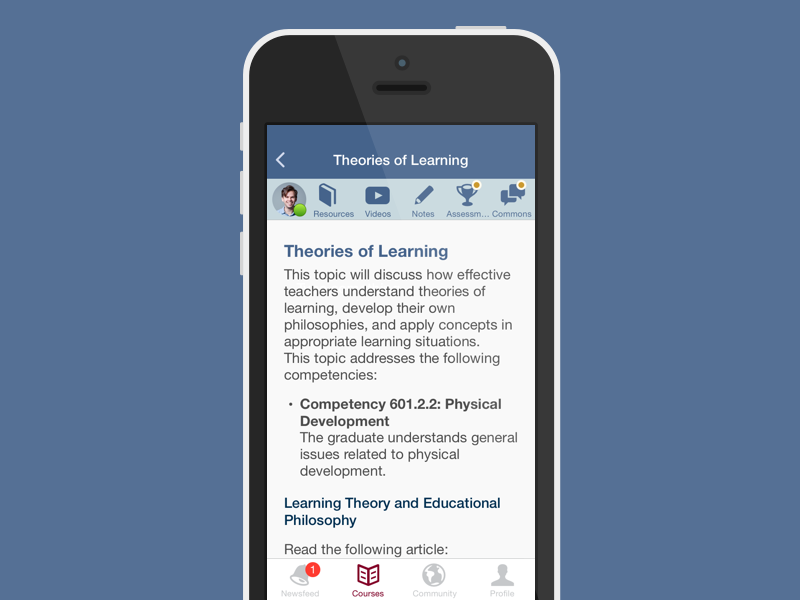 Theories of Learning
Resources Videos Notes Assessm... Commons
Theories of Learning
This topic will discuss how effective
teachers understand theories of
learning, develop their own
philosophies, and apply concepts in
appropriate learning situations.
This topic addresses the following
competencies:
• Competency 601.2.2: Physical
Development
The graduate understands general
issues related to physical
development.
Learning Theory and Educational
Philosophy
Read the following article:
1
Newsfeed Courses Community Profile